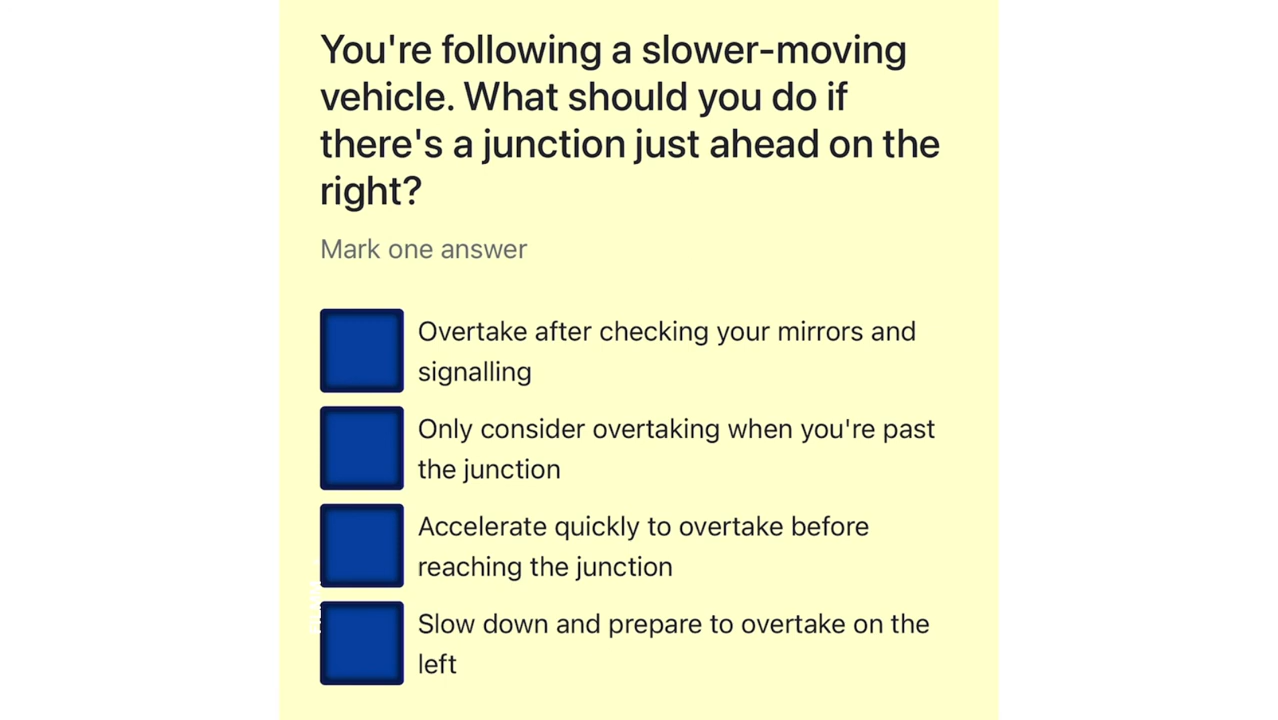 You're following a slower-moving
vehicle. What should you do if
there's a junction just ahead on the
right?
Mark one answer
Overtake after checking your mirrors and
signalling
Only consider overtaking when you're past
the junction
Accelerate quickly to overtake before
reaching the junction
Slow down and prepare to overtake on the
left